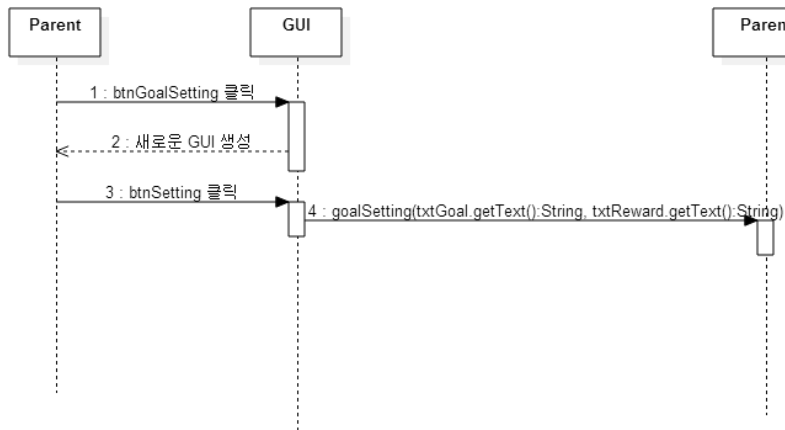 Parent
GUI
Paren
1 : btnGoalSetting 클릭
2 : 새로운 GUI 생성
3 : btnSetting 클릭
4 : goalSetting(txtGoal.getText():String, txtReward.getText():String)